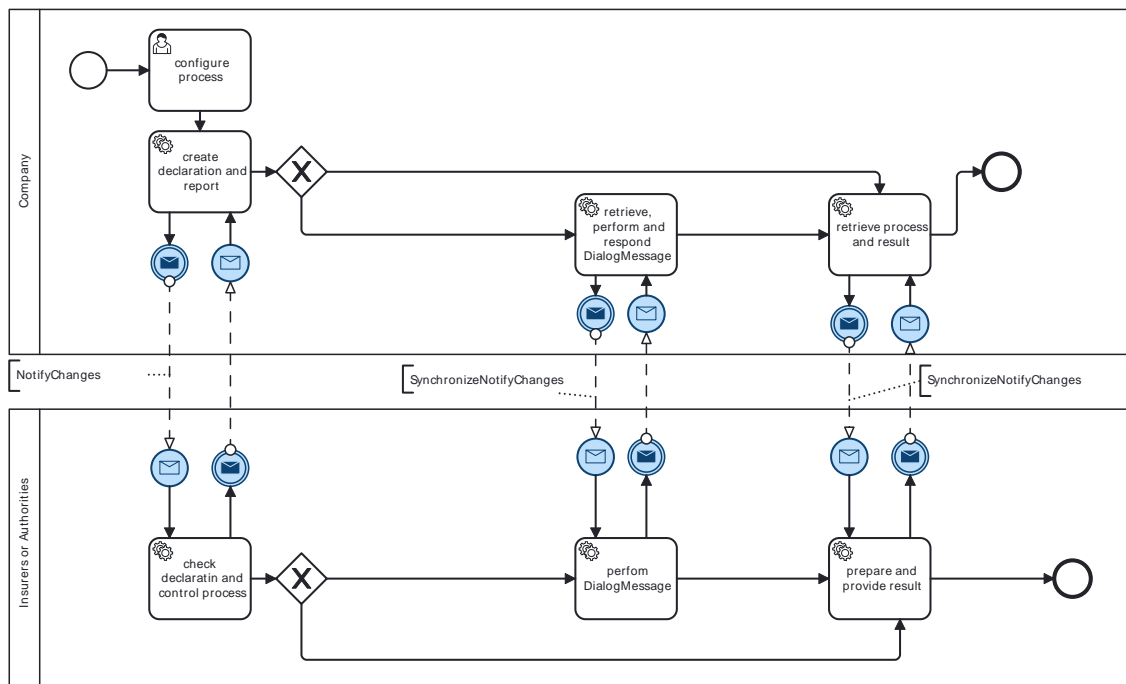 Company
configure
process
create
declaration and
report
retrieve,
perform and
respond
DialogMessage
retrieve process
and result
NotifyChanges
SynchronizeNotifyChanges
SynchronizeNotifyChanges
Insurers or Authorities
check
declaratin and
control process
perfom
DialogMessage
prepare and
provide result